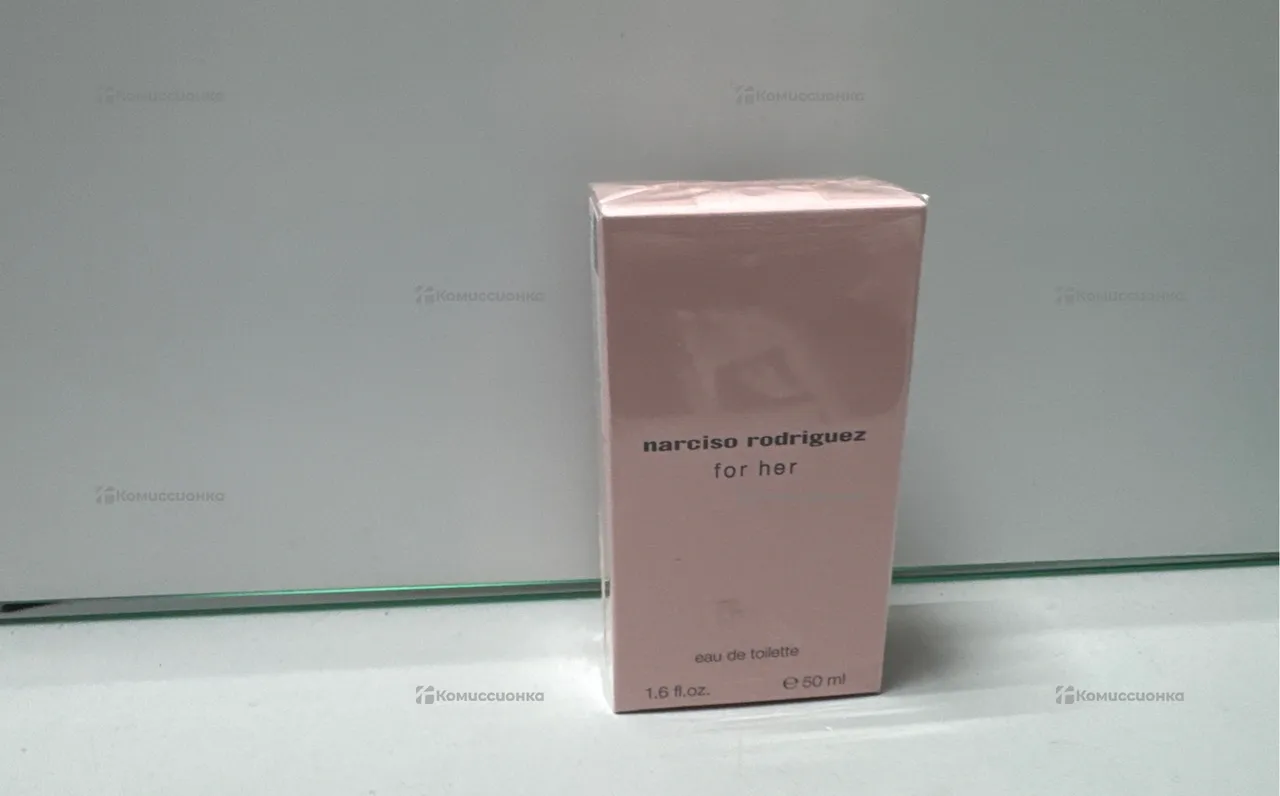 Комиссионка
Комиссионка
Комиссионка
Комиссионка
narciso rodriguez
for her
Комиссионка
eau de toilette
1.6 fl.oz. ℮ 50 ml
Комиссионка
Комиссионка